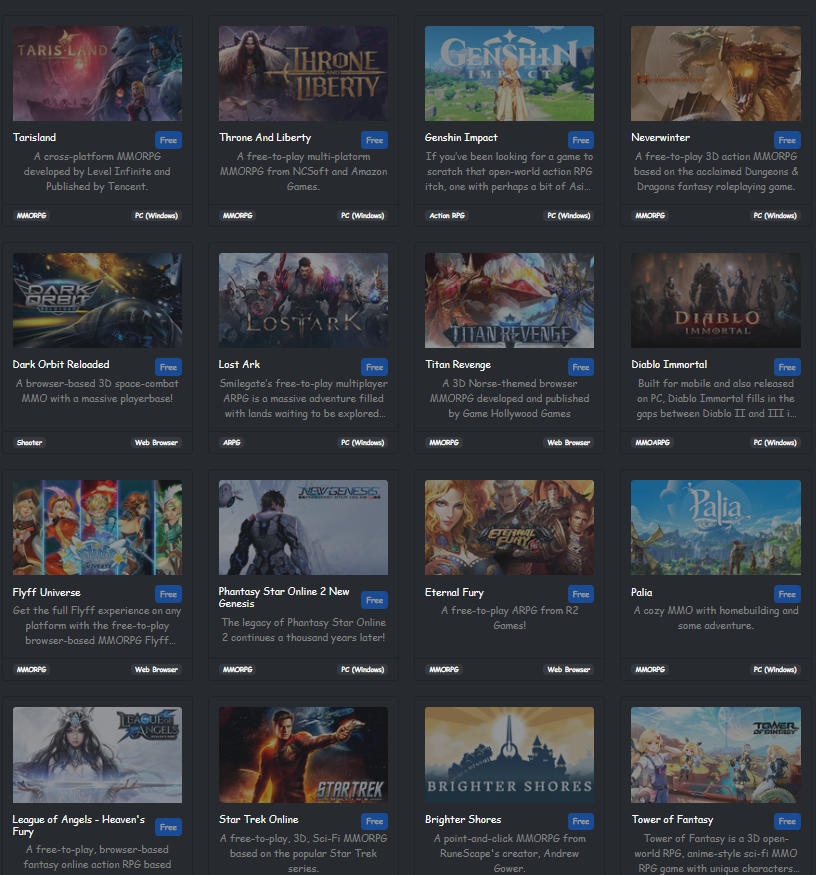 TARISLAND
THRONE
AND
LIBERTY
GENSHIN
IMPACT
Tarisland
Free
A cross-platform MMORPG
developed by Level Infinite and
Published by Tencent.
MMORPG
PC (Windows)
Throne And Liberty
Free
A free-to-play multi-platorm
MMORPG from NCSoft and Amazon
Games.
MMORPG
PC (Windows)
Genshin Impact
Free
If you've been looking for a game to
scratch that open-world action RPG
itch, one with perhaps a bit of Asi...
Action RPG
PC (Windows)
Neverwinter
Free
A free-to-play 3D action MMORPG
based on the acclaimed Dungeons &
Dragons fantasy roleplaying game.
MMORPG
PC (Windows)
DARK
ORBIT
LOST ARK
TITAN REVENGE
DIABLO
IMMORTAL
Dark Orbit Reloaded
Free
A browser-based 3D space-combat
MMO with a massive playerbase!
Shooter
Web Browser
Lost Ark
Free
Smilegate's free-to-play multiplayer
ARPG is a massive adventure filled
with lands waiting to be explored...
ARPG
PC (Windows)
Titan Revenge
Free
A 3D Norse-themed browser
MMORPG developed and published
by Game Hollywood Games
MMORPG
Web Browser
Diablo Immortal
Free
Built for mobile and also released
on PC, Diablo Immortal fills in the
gaps between Diablo II and III i...
MMOARPG
PC (Windows)
NEW GENESIS
ETERNAL
FURY
Palia
Flyff Universe
Free
Get the full Flyff experience on any
platform with the free-to-play
browser-based MMORPG Flyff...
MMORPG
Web Browser
Phantasy Star Online 2 New
Genesis
Free
The legacy of Phantasy Star Online
2 continues a thousand years later!
MMORPG
PC (Windows)
Eternal Fury
Free
A free-to-play ARPG from R2
Games!
MMORPG
Web Browser
Palia
Free
A cozy MMO with homebuilding and
some adventure.
MMORPG
PC (Windows)
LEAGUE OF
ANGELS
STAR TREK
BRIGHTER SHORES
TOWER OF
FANTASY
League of Angels - Heaven's
Fury
Free
A free-to-play, browser-based
fantasy online action RPG based
Star Trek Online
Free
A free-to-play, 3D, Sci-Fi MMORPG
based on the popular Star Trek
series.
Brighter Shores
Free
A point-and-click MMORPG from
RuneScape's creator, Andrew
Gower.
Tower of Fantasy
Free
Tower of Fantasy is a 3D open-
world RPG, anime-style sci-fi MMO
RPG game with unique characters...